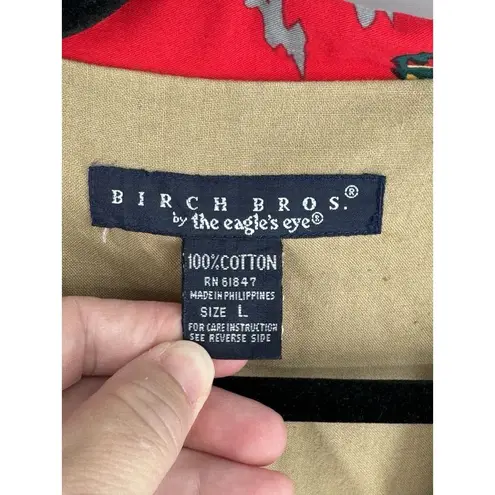 BIRCH BROS.®
by the eagle's eye®
100% COTTON
RN 61847
MADE IN PHILIPPINES
SIZE L
FOR CARE INSTRUCTION
SEE REVERSE SIDE